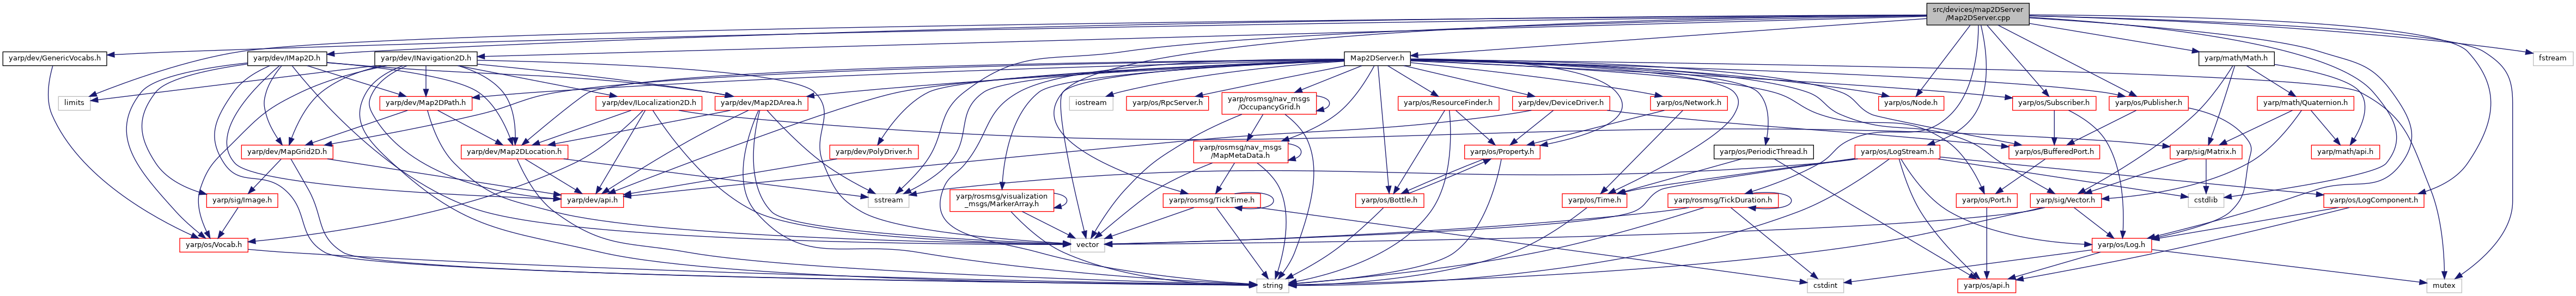 src/devices/map2DServer
/Map2DServer.cpp
yarp/dev/GenericVocabs.h
yarp/dev/IMap2D.h
yarp/dev/INavigation2D.h
Map2DServer.h
yarp/math/Math.h
fstream
limits
yarp/dev/Map2DPath.h
yarp/dev/ILocalization2D.h
yarp/dev/Map2DArea.h
iostream
yarp/os/RpcServer.h
yarp/rosmsg/nav_msgs
/OccupancyGrid.h
yarp/os/ResourceFinder.h
yarp/dev/DeviceDriver.h
yarp/os/Network.h
yarp/os/Node.h
yarp/os/Subscriber.h
yarp/os/Publisher.h
yarp/math/Quaternion.h
yarp/dev/MapGrid2D.h
yarp/dev/Map2DLocation.h
yarp/dev/PolyDriver.h
yarp/rosmsg/nav_msgs
/MapMetaData.h
yarp/os/Property.h
yarp/os/PeriodicThread.h
yarp/os/LogStream.h
yarp/os/BufferedPort.h
yarp/sig/Matrix.h
yarp/math/api.h
yarp/sig/Image.h
yarp/dev/api.h
sstream
yarp/rosmsg/visualization
_msgs/MarkerArray.h
yarp/rosmsg/TickTime.h
yarp/os/Bottle.h
yarp/os/Time.h
yarp/rosmsg/TickDuration.h
yarp/os/Port.h
yarp/sig/Vector.h
cstdlib
yarp/os/LogComponent.h
yarp/os/Vocab.h
vector
yarp/os/Log.h
string
cstdint
yarp/os/api.h
mutex